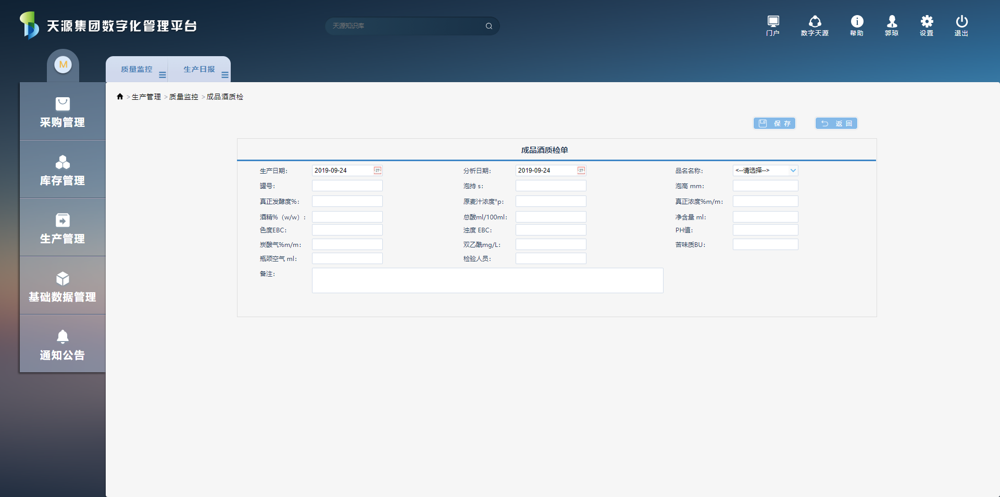 天源集团数字化管理平台
天源知识库
门户
数字天源
帮助
郭琼
设置
退出
M
质量监控
生产日报
>生产管理 >质量监控 >成品酒质检
采购管理
库存管理
生产管理
基础数据管理
通知公告
保 存
返 回
成品酒质检单
生产日期: 2019-09-24 27 分析日期: 2019-09-24 27 品名名称: <--请选择-->
罐号: 泡持 s: 泡高 mm:
真正发酵度%: 原麦汁浓度°p: 真正浓度%m/m:
酒精%（w/w）: 总酸ml/100ml: 净含量 ml:
色度EBC: 浊度 EBC: PH值:
炭酸气%m/m: 双乙酰mg/L: 苦味质BU:
瓶颈空气 ml: 检验人员:
备注: